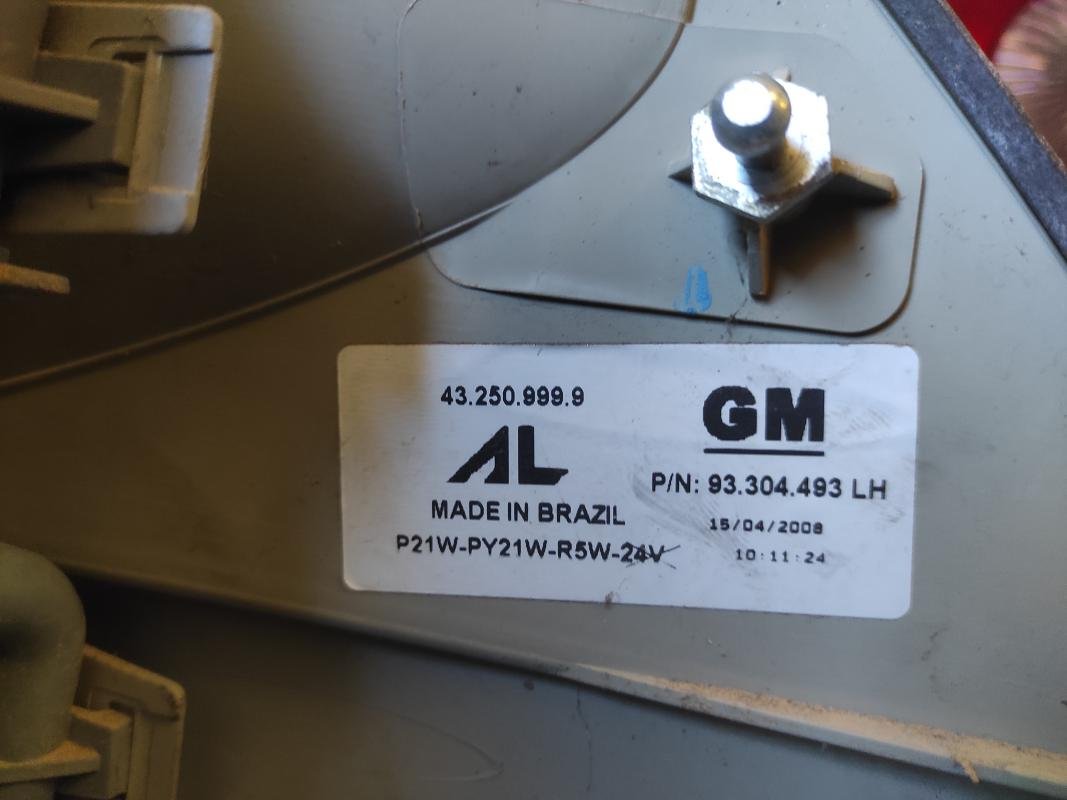 43.250.999.9
AL
MADE IN BRAZIL
P21W-PY21W-R5W-24V
GM
P/N: 93.304.493 LH
15/04/2008
10:11:24